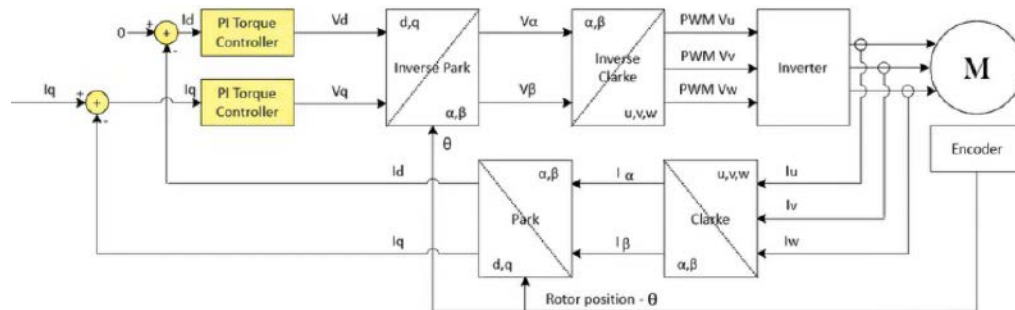 0
+
+
-
Id
PI Torque
Controller
Vd
d,q
Inverse Park
α,β
Vα
α,β
Inverse
Clarke
u,v,w
PWM Vu
PWM Vv
PWM Vw
Inverter
M
Iq
+
+
-
Iq
PI Torque
Controller
Vq
Vβ
θ
Encoder
Id
α,β
Park
d,q
I α
u,v,w
Clarke
α,β
Iu
Iv
Iw
Iq
I β
Rotor position - θ